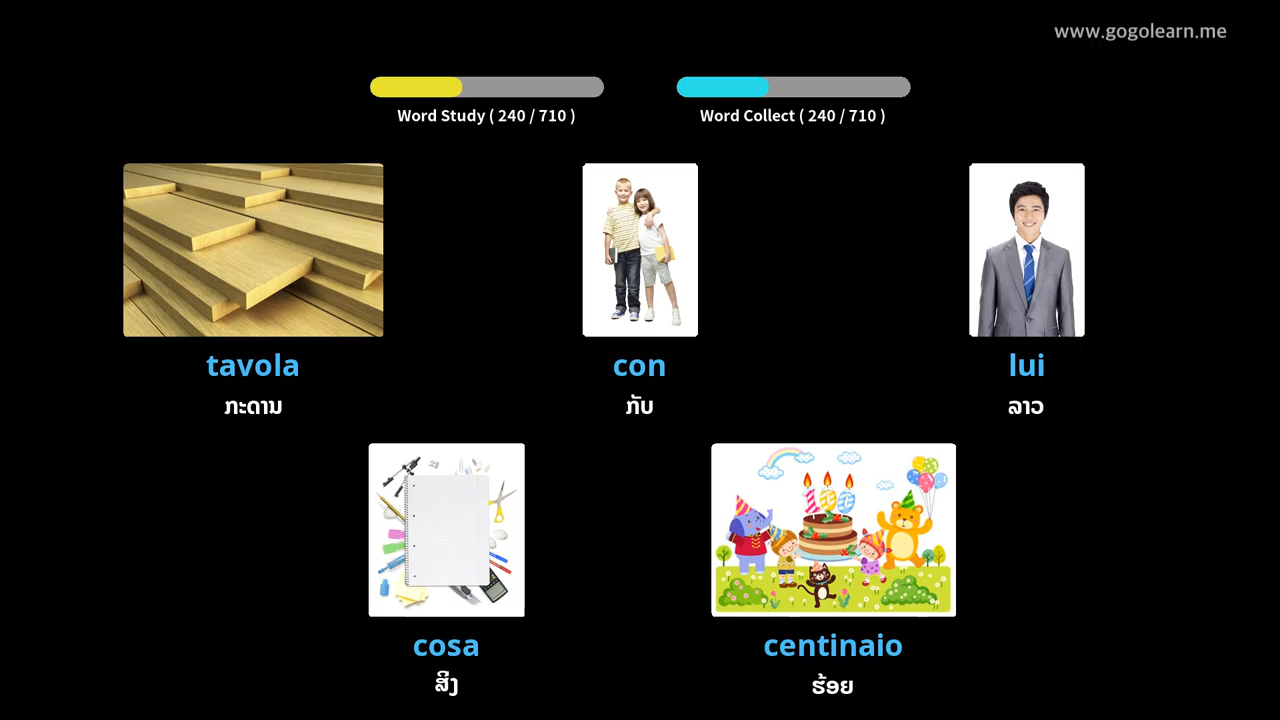 www.gogolearn.me
Word Study ( 240 / 710 )
Word Collect ( 240 / 710 )
tavola
ກະດານ
con
ກັບ
lui
ລາວ
cosa
ສິ່ງ
centinaio
ຮ້ອຍ